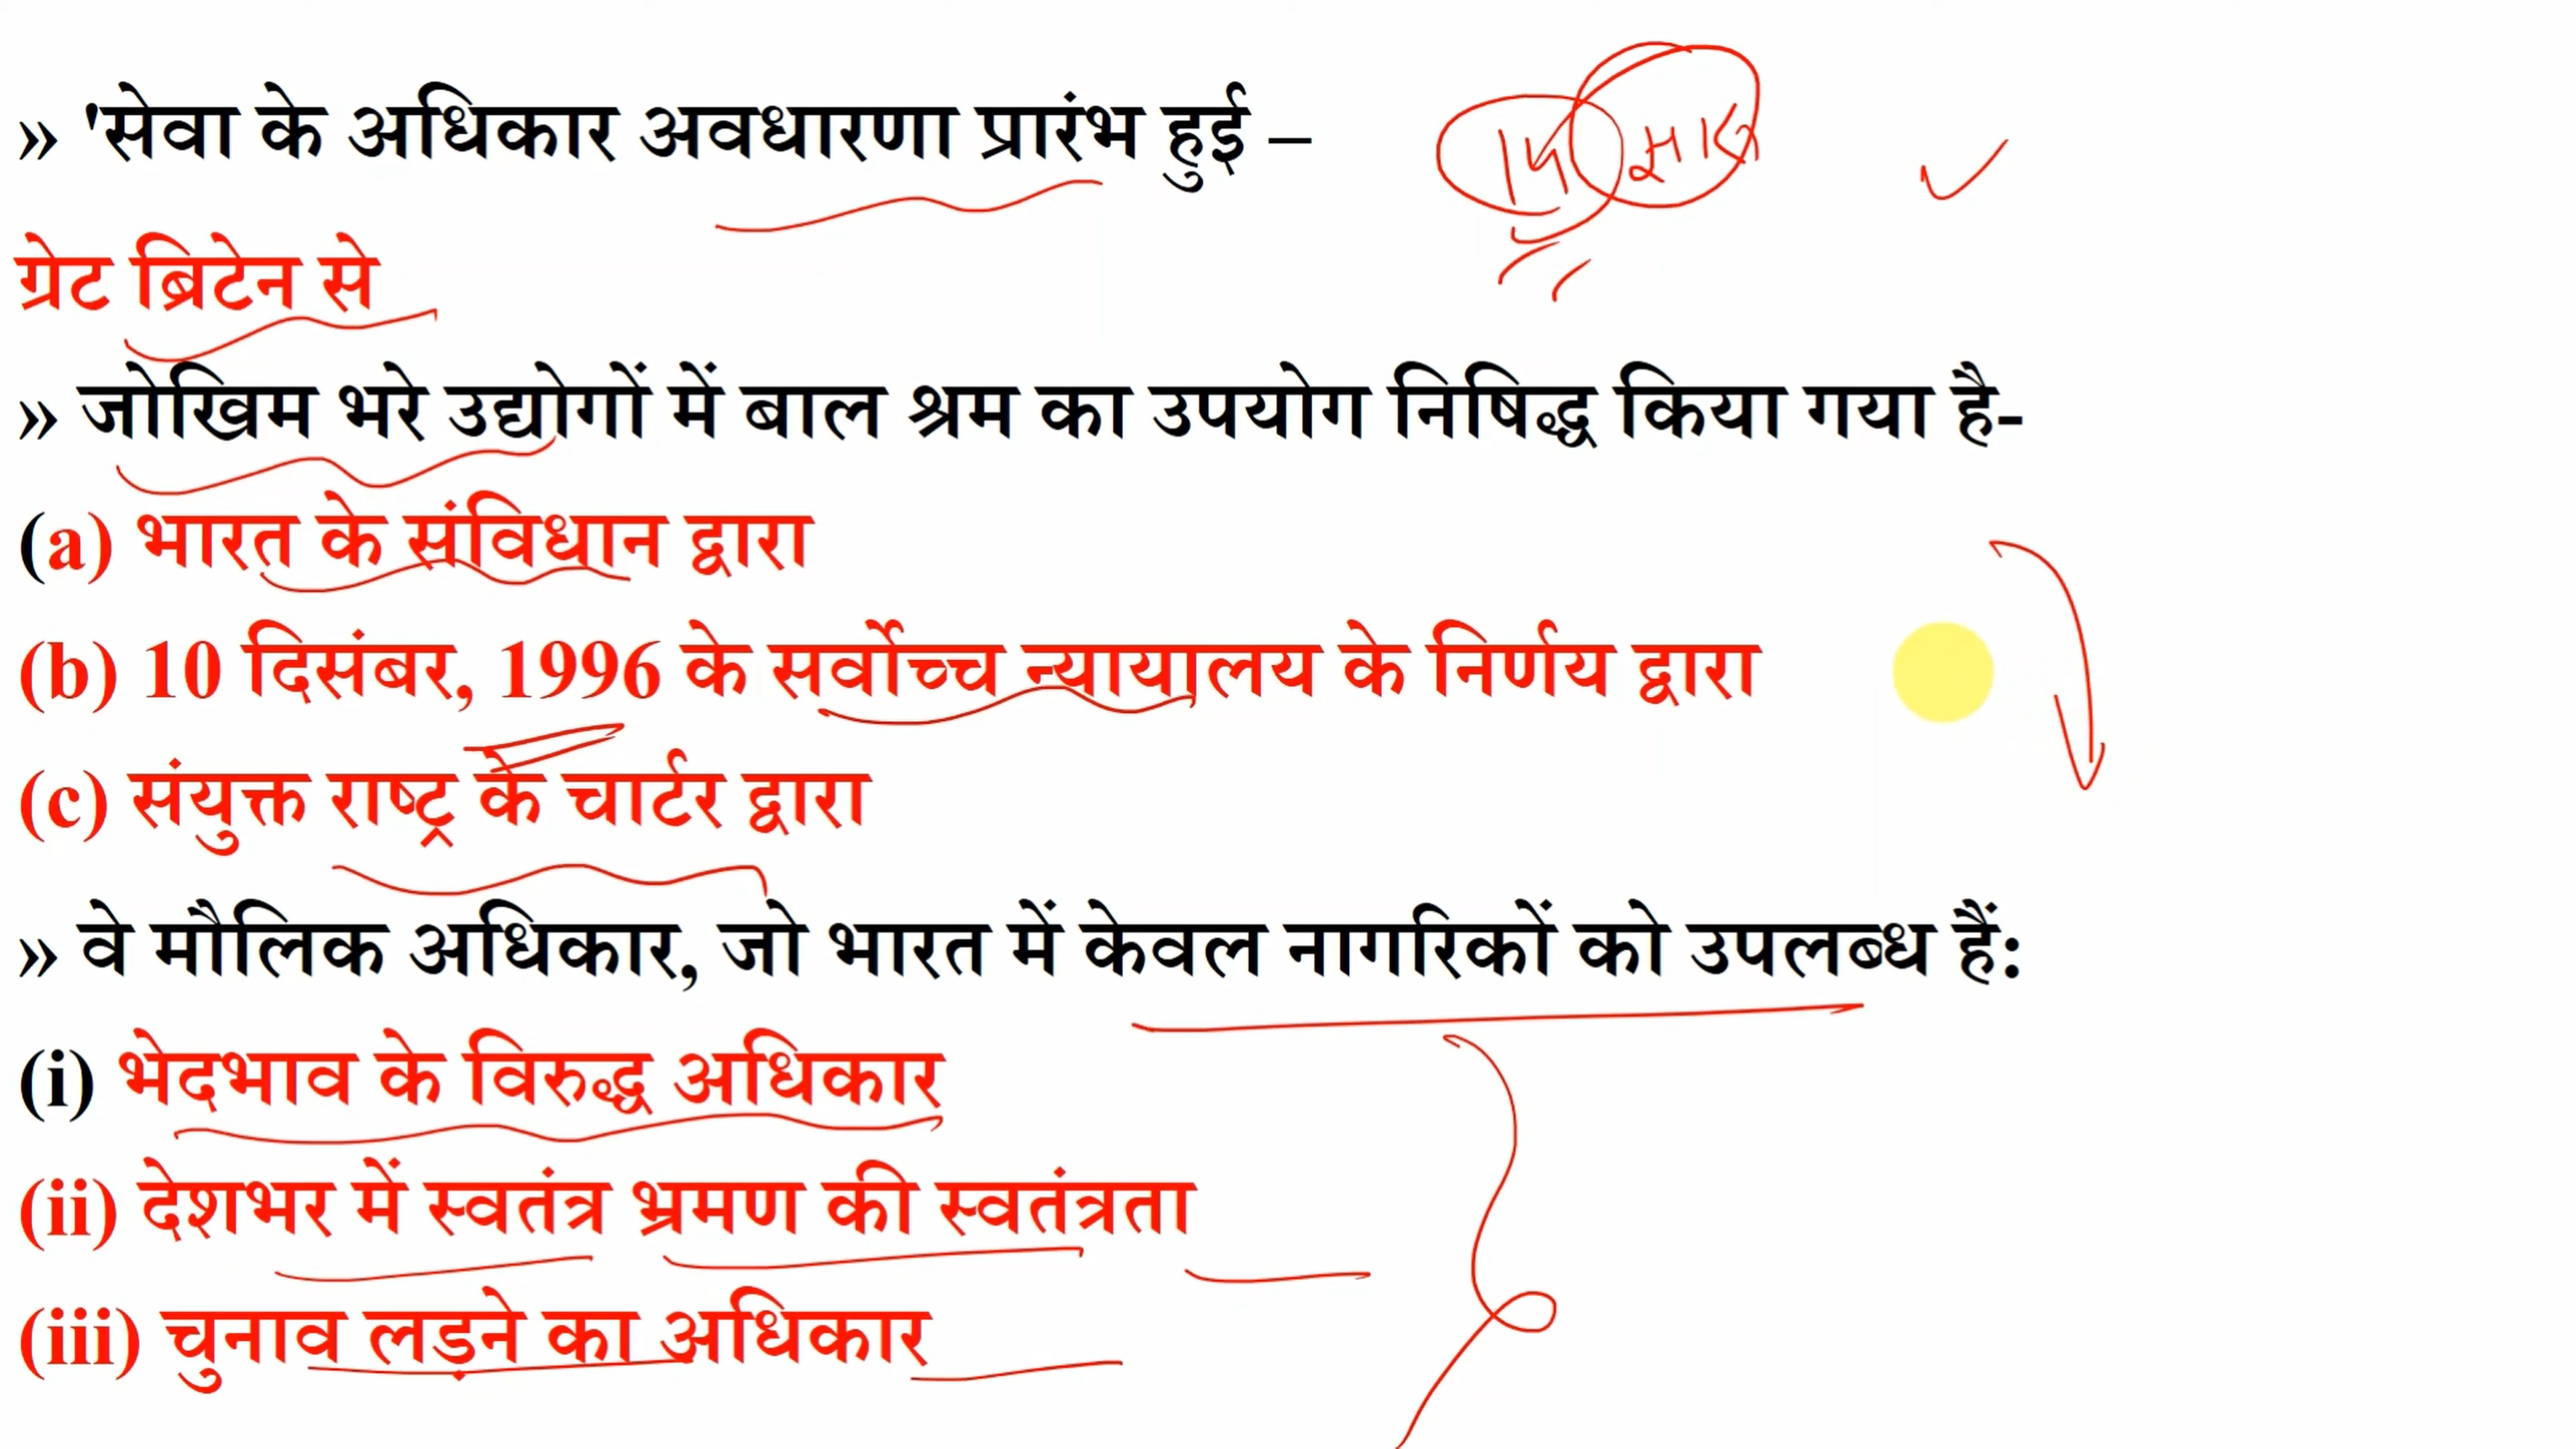 » 'सेवा के अधिकार अवधारणा प्रारंभ हुई –
ग्रेट ब्रिटेन से
» जोखिम भरे उद्योगों में बाल श्रम का उपयोग निषिद्ध किया गया है-
(a) भारत के संविधान द्वारा
(b) 10 दिसंबर, 1996 के सर्वोच्च न्यायालय के निर्णय द्वारा
(c) संयुक्त राष्ट्र के चार्टर द्वारा
» वे मौलिक अधिकार, जो भारत में केवल नागरिकों को उपलब्ध हैं:
(i) भेदभाव के विरुद्ध अधिकार
(ii) देशभर में स्वतंत्र भ्रमण की स्वतंत्रता
(iii) चुनाव लड़ने का अधिकार